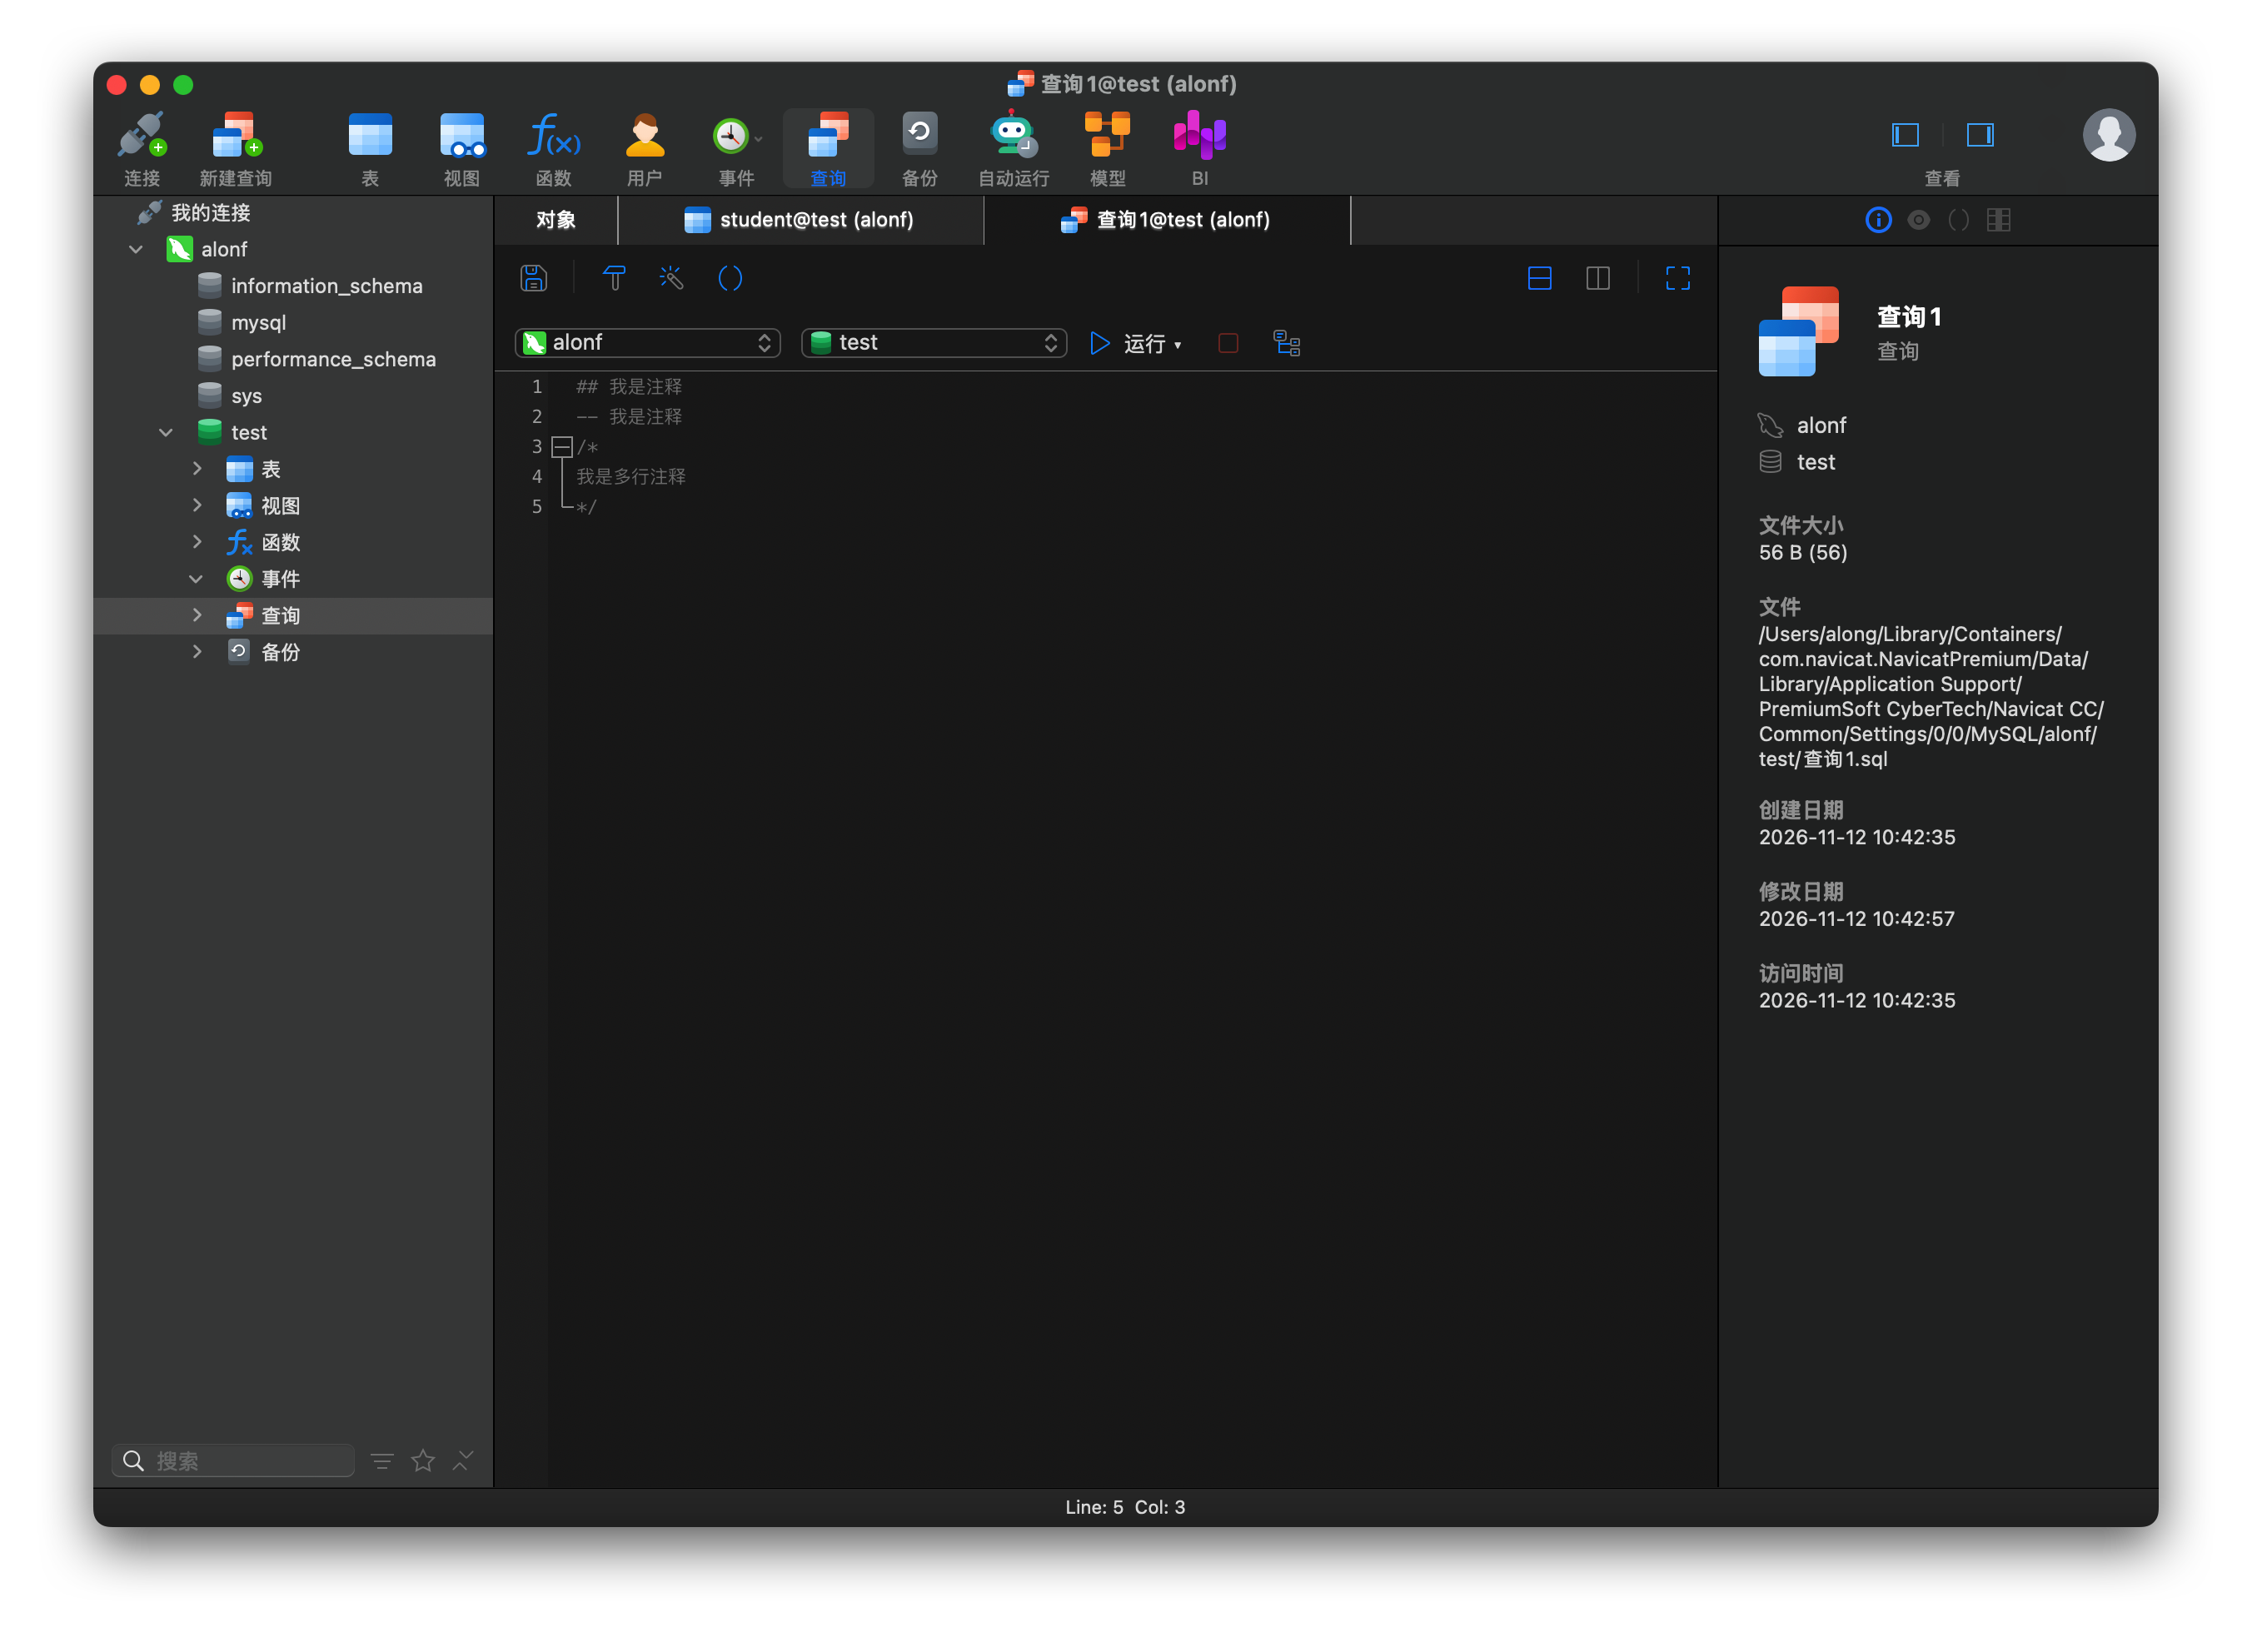 查询1@test (alonf)
连接
新建查询
表
视图
函数
用户
事件
查询
备份
自动运行
模型
BI
查看
我的连接
alonf
information_schema
mysql
performance_schema
sys
test
表
视图
函数
事件
查询
备份
搜索
对象
student@test (alonf)
查询1@test (alonf)
alonf
test
运行
1 ## 我是注释
2 -- 我是注释
3 /*
4 我是多行注释
5 */
查询1
查询
alonf
test
文件大小
56 B (56)
文件
/Users/along/Library/Containers/
com.navicat.NavicatPremium/Data/
Library/Application Support/
PremiumSoft CyberTech/Navicat CC/
Common/Settings/0/0/MySQL/alonf/
test/查询1.sql
创建日期
2026-11-12 10:42:35
修改日期
2026-11-12 10:42:57
访问时间
2026-11-12 10:42:35
Line: 5 Col: 3